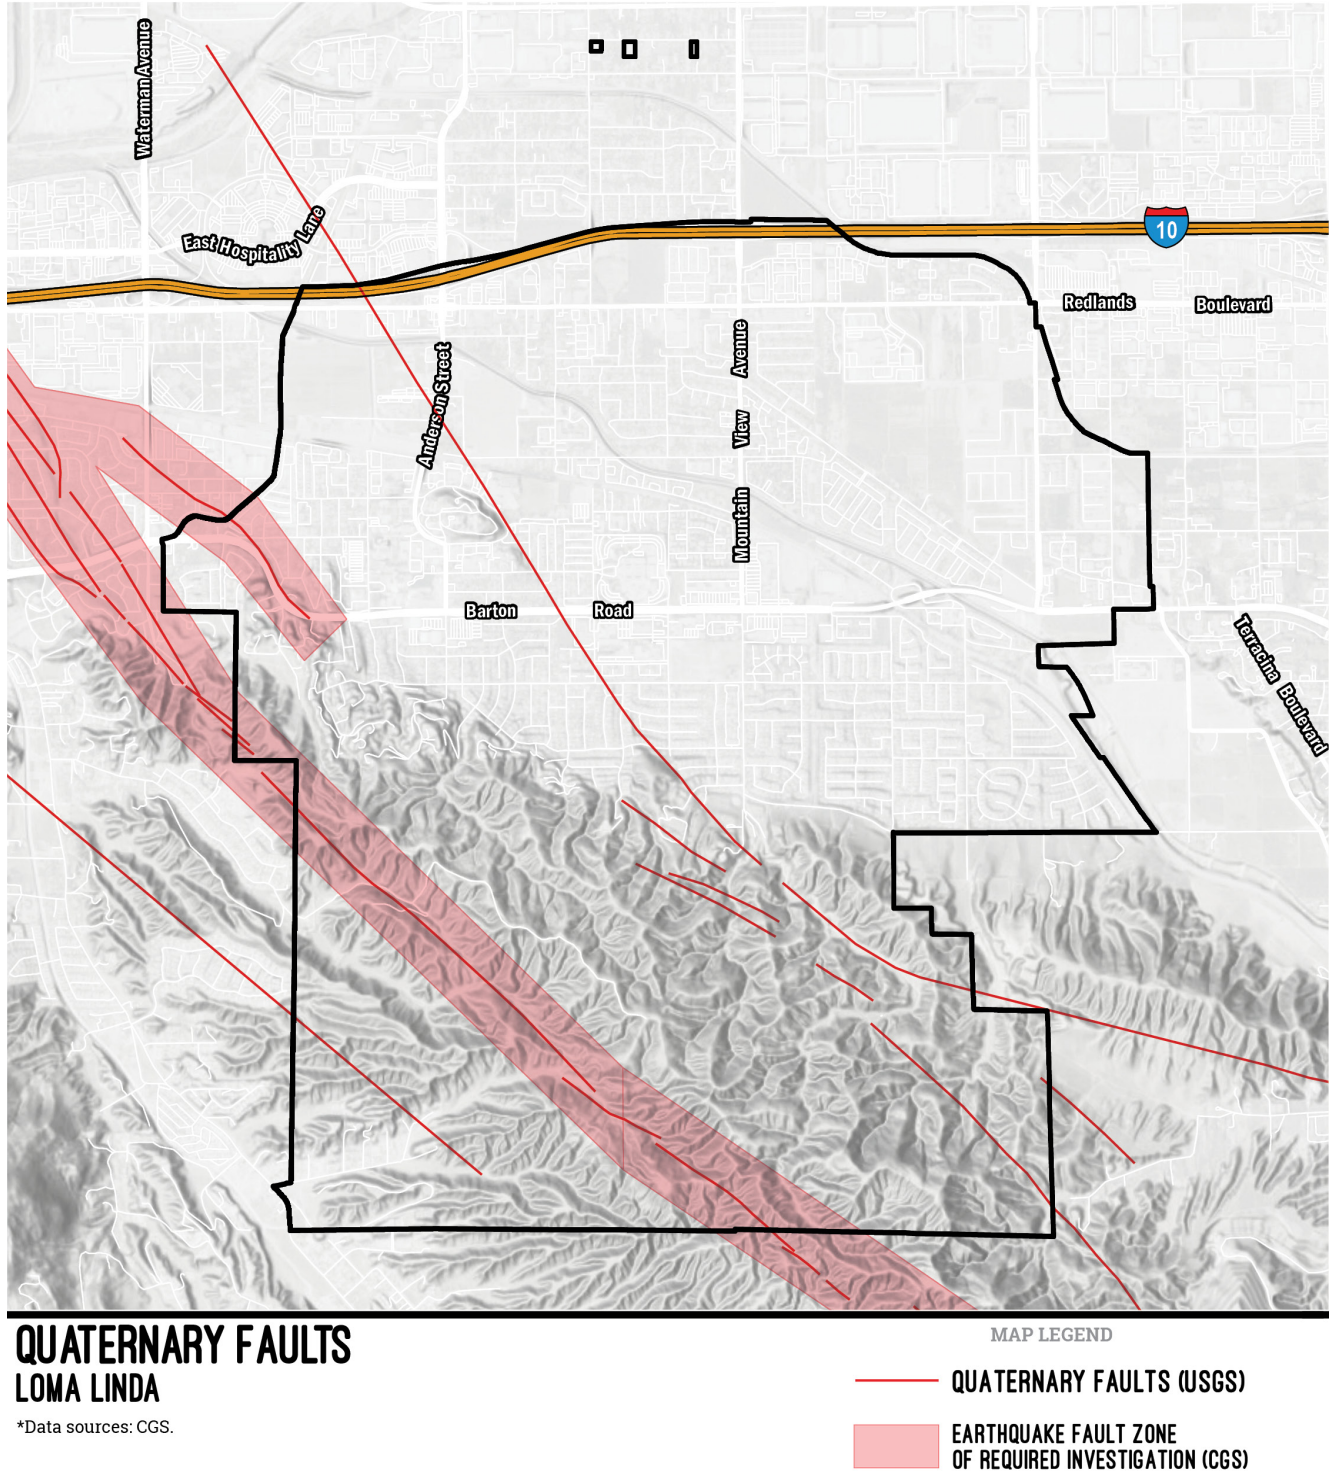 Waterman Avenue
East Hospitality Lane
10
Redlands Boulevard
Anderson Street
Mountain View Avenue
Barton Road
Terracina Boulevard
QUATERNARY FAULTS
LOMA LINDA
*Data sources: CGS.
MAP LEGEND
QUATERNARY FAULTS (USGS)
EARTHQUAKE FAULT ZONE
OF REQUIRED INVESTIGATION (CGS)